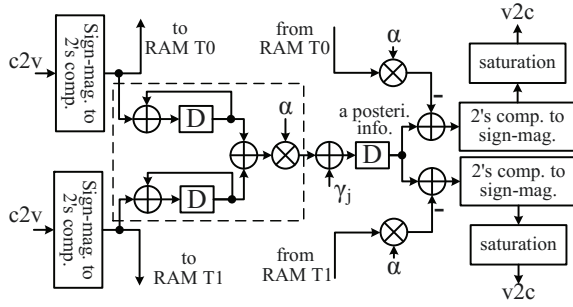 c2v
Sign-mag. to
2's comp.
to
RAM T0
from
RAM T0
α
v2c
saturation
-
2's comp. to
sign-mag.
D
α
a posteri.
info.
D
γj
D
2's comp. to
sign-mag.
-
c2v
Sign-mag. to
2's comp.
to
RAM T1
from
RAM T1
α
saturation
v2c